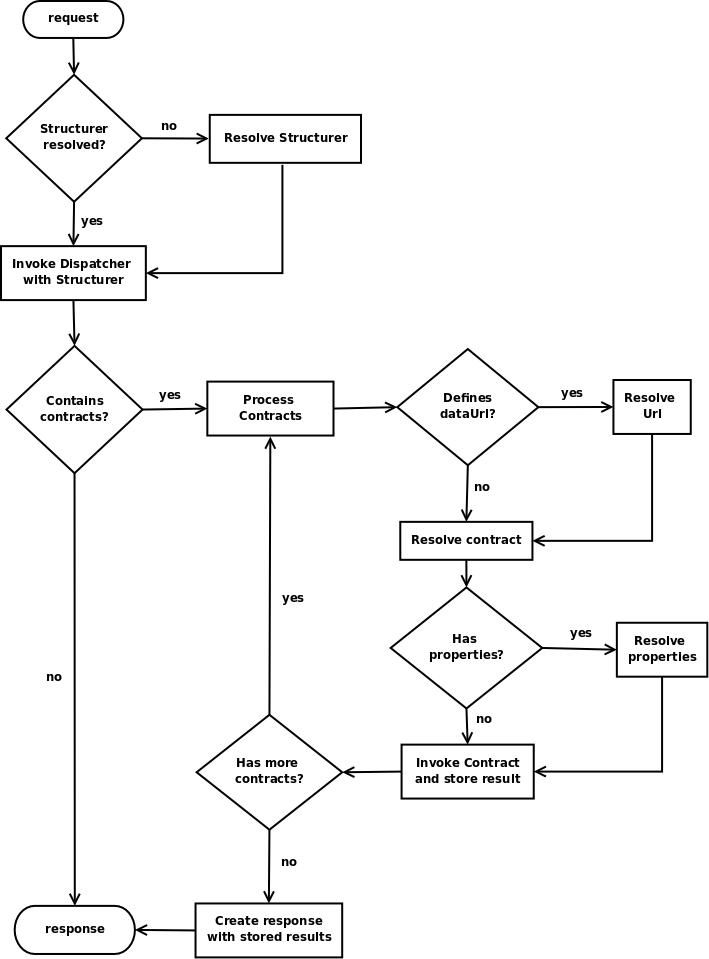 request
Structurer
resolved?
no
Resolve Structurer
yes
Invoke Dispatcher
with Structurer
Contains
contracts?
yes
Process
Contracts
Defines
dataUrl?
yes
Resolve
Url
no
Resolve contract
Has
properties?
yes
Resolve
properties
no
Invoke Contract
and store result
Has more
contracts?
yes
no
no
Create response
with stored results
response